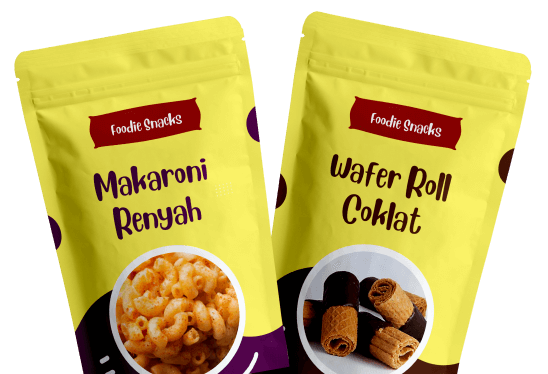 Foodie Snacks
Makaroni
Renyah
Foodie Snacks
Wafer Roll
Coklat